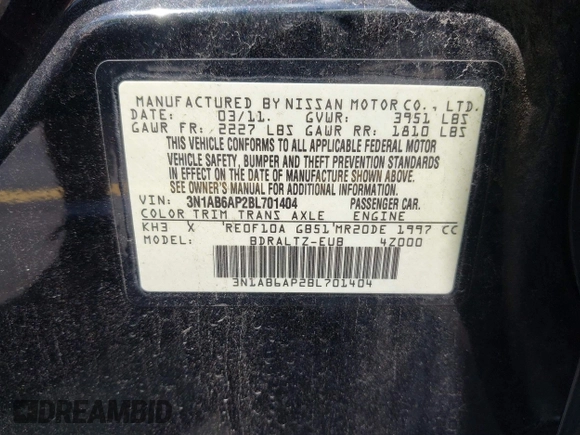 MANUFACTURED BY NISSAN MOTOR CO., LTD.
DATE: 03/11. GVWR: 3951 LBS
GAWR FR: 2227 LBS GAWR RR: 1810 LBS
THIS VEHICLE CONFORMS TO ALL APPLICABLE FEDERAL MOTOR
VEHICLE SAFETY, BUMPER AND THEFT PREVENTION STANDARDS
IN EFFECT ON THE DATE OF MANUFACTURE SHOWN ABOVE.
SEE OWNER'S MANUAL FOR ADDITIONAL INFORMATION.
VIN: 3N1AB6AP2BL701404 PASSENGER CAR.
COLOR TRIM TRANS AXLE ENGINE
KH3 X 'RE0F10A GB51'MR20DE 1997 CC
MODEL: BDRALTZ-EUB 4Z000
3N1AB6AP2BL701404
DREAMBID